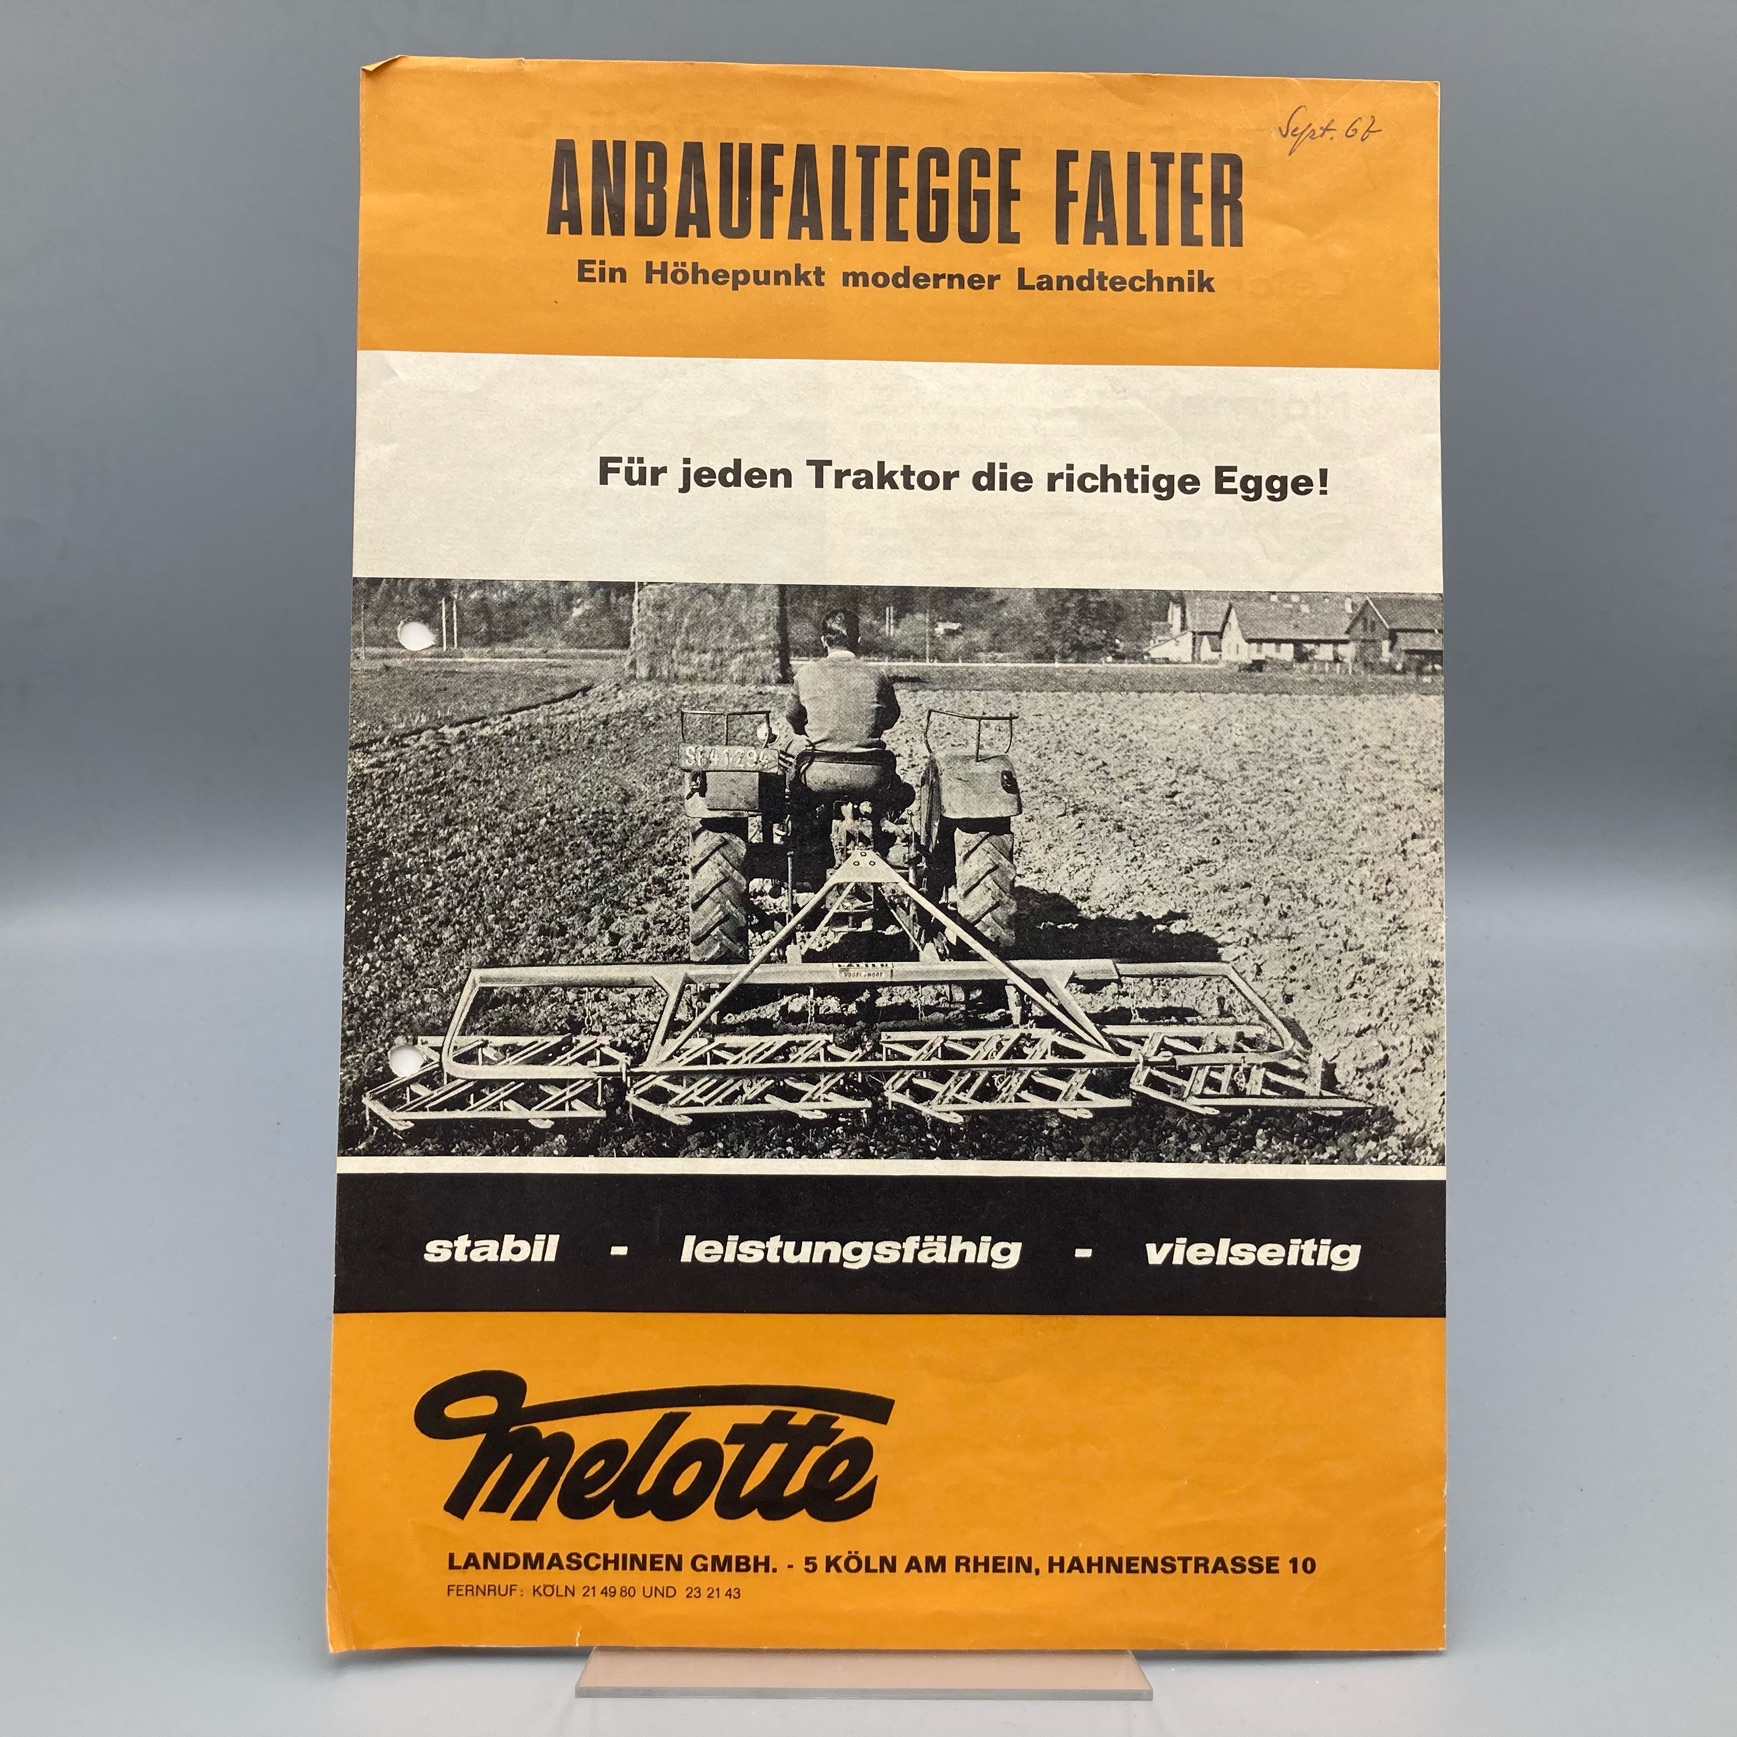 Sept. 67
ANBAUFALTEGGE FALTER
Ein Höhepunkt moderner Landtechnik
Für jeden Traktor die richtige Egge!
FALTER
stabil - leistungsfähig - vielseitig
melotte
LANDMASCHINEN GMBH. - 5 KÖLN AM RHEIN, HAHNENSTRASSE 10
FERNRUF: KÖLN 21 49 80 UND 23 21 43